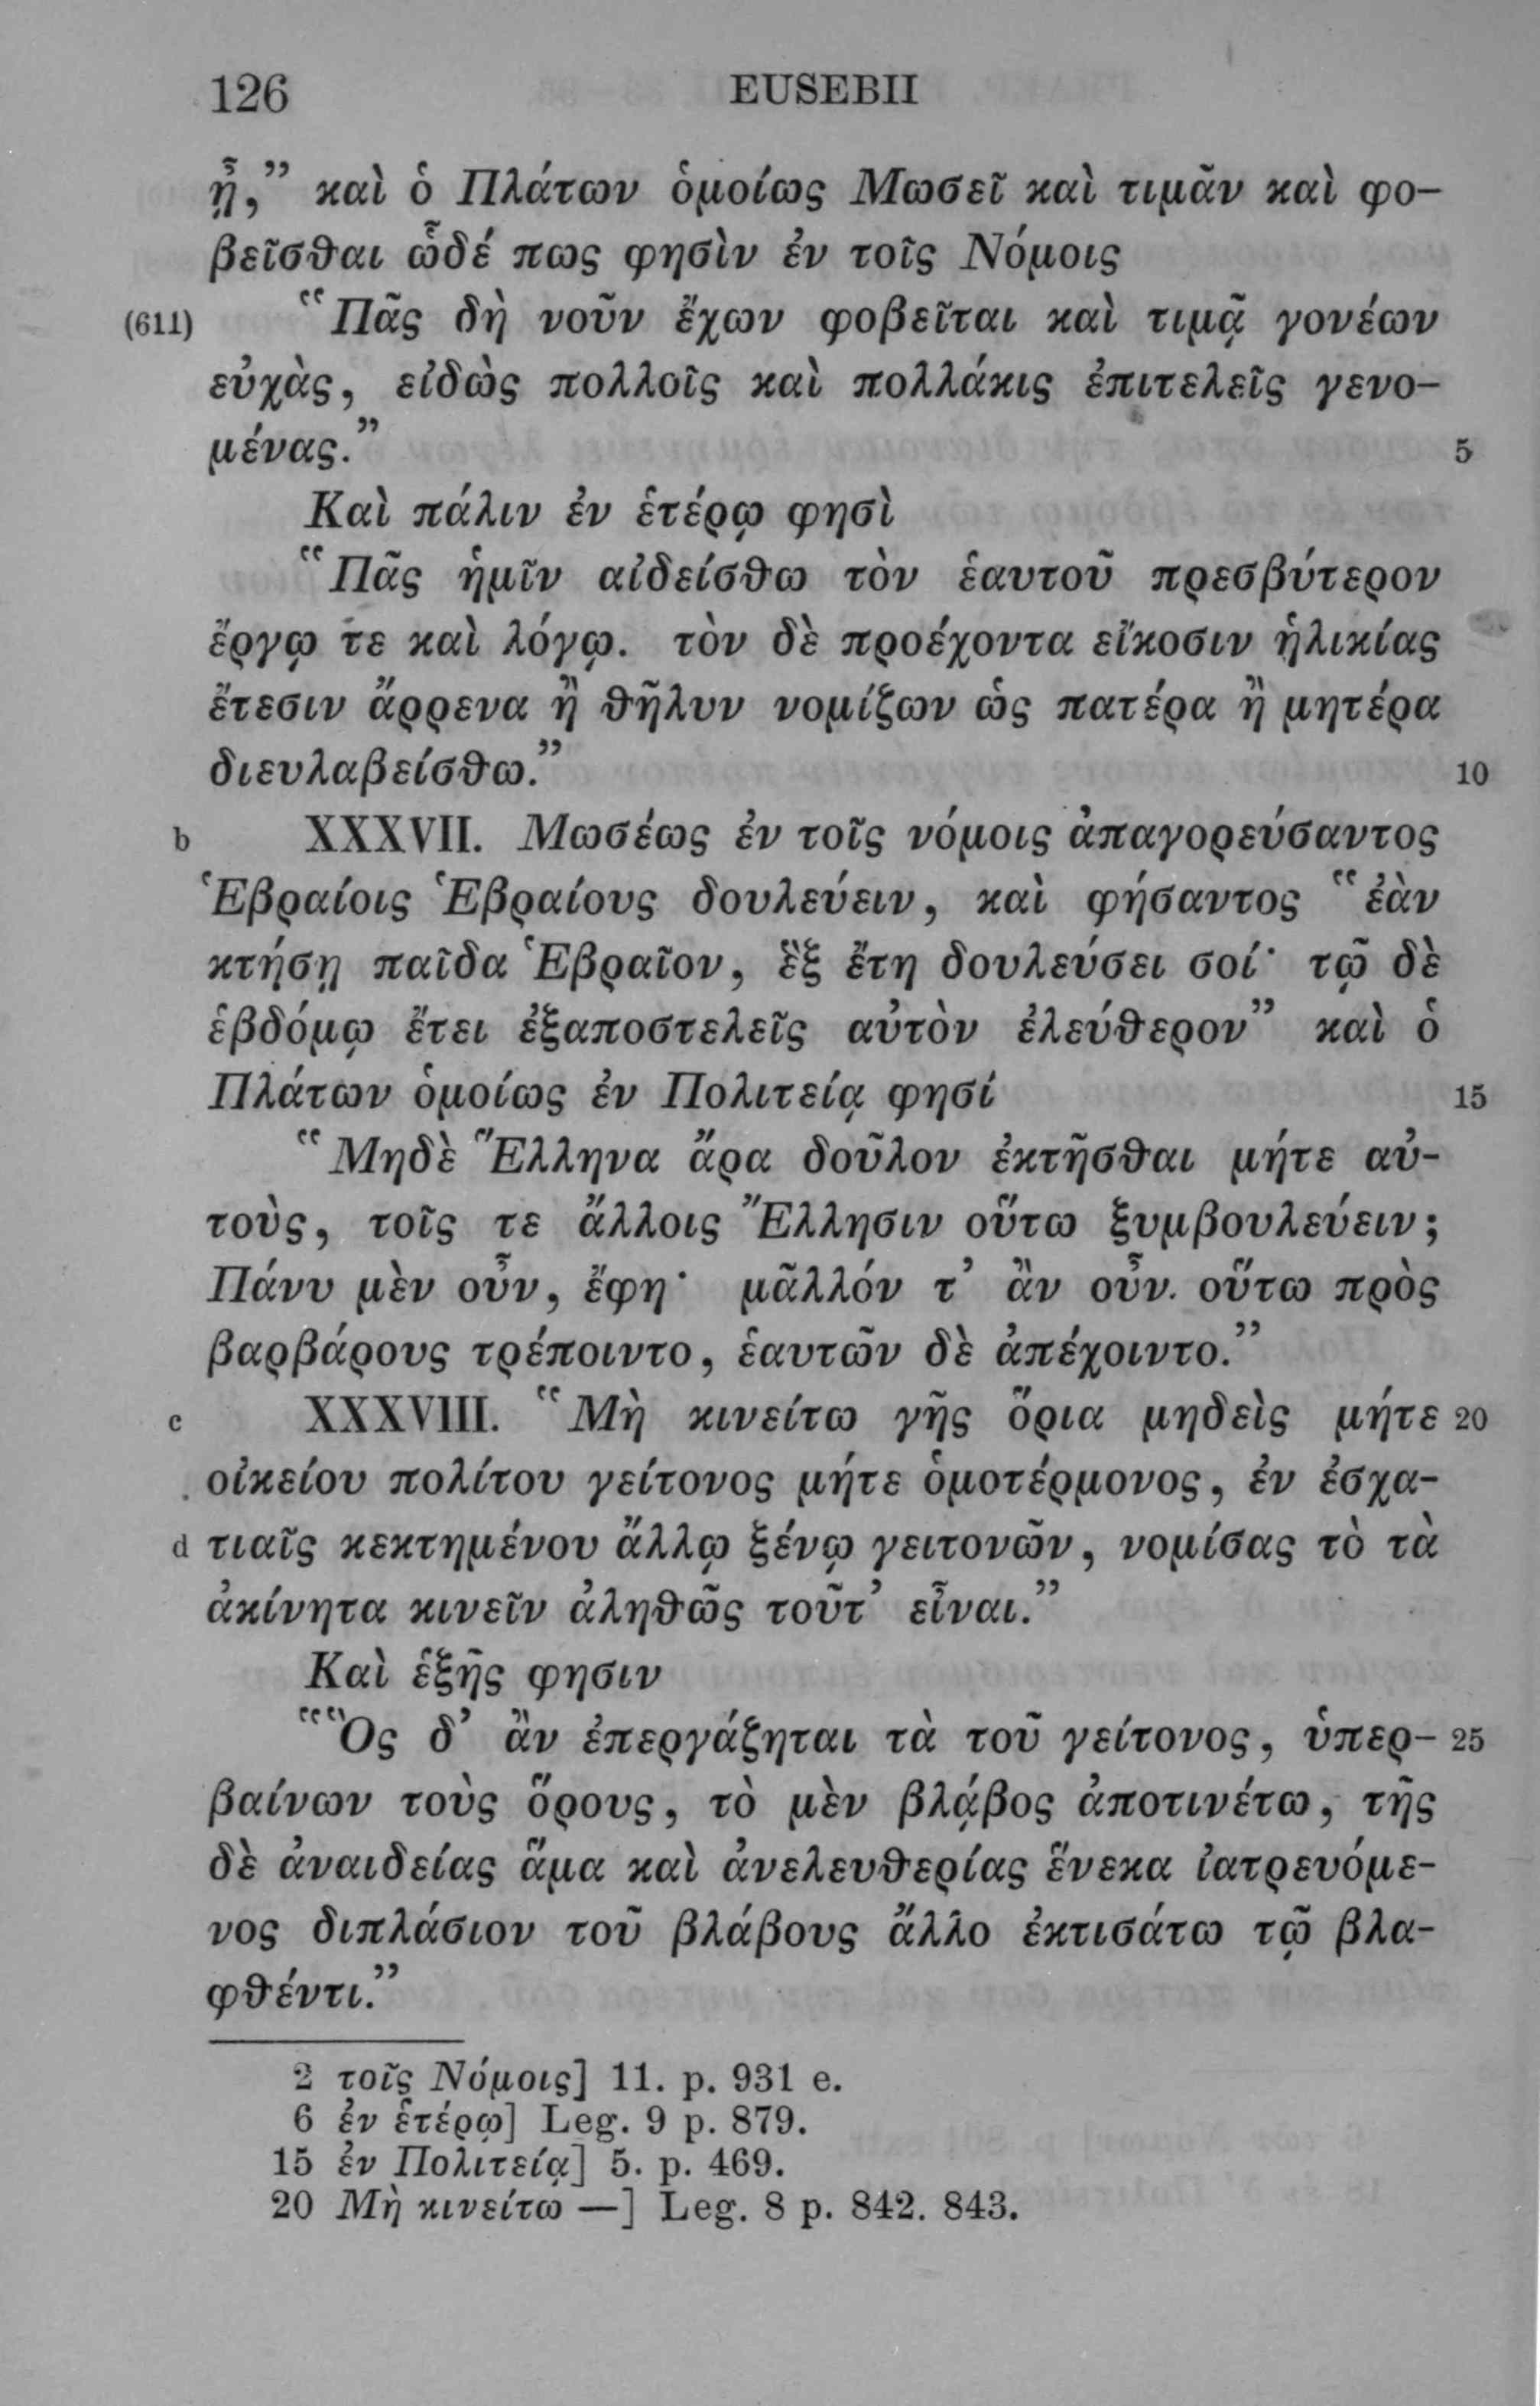 126 EUSEBII
ᾖ,” καὶ ὁ Πλάτων ὁμοίως Μωσεῖ καὶ τιμᾶν καὶ φο-
βεῖσθαι ὧδέ πως φησὶν ἐν τοῖς Νόμοις
(611) “Πᾶς δὴ νοῦν ἔχων φοβεῖται καὶ τιμᾷ γονέων
εὐχὰς, εἰδὼς πολλοῖς καὶ πολλάκις ἐπιτελεῖς γενο-
μένας.” 5
Καὶ πάλιν ἐν ἑτέρῳ φησὶ
“Πᾶς ἡμῖν αἰδείσθω τὸν ἑαυτοῦ πρεσβύτερον
ἔργῳ τε καὶ λόγῳ. τὸν δὲ προέχοντα εἴκοσιν ἡλικίας
ἔτεσιν ἄρρενα ἢ θῆλυν νομίζων ὡς πατέρα ἢ μητέρα
διευλαβείσθω.” 10
b XXXVII. Μωσέως ἐν τοῖς νόμοις ἀπαγορεύσαντος
Ἑβραίοις Ἑβραίους δουλεύειν, καὶ φήσαντος “ἐὰν
κτήσῃ παῖδα Ἑβραῖον, ἓξ ἔτη δουλεύσει σοί· τῷ δὲ
ἑβδόμῳ ἔτει ἐξαποστελεῖς αὐτὸν ἐλεύθερον” καὶ ὁ
Πλάτων ὁμοίως ἐν Πολιτείᾳ φησί 15
“Μηδὲ Ἕλληνα ἄρα δοῦλον ἐκτῆσθαι μήτε αὐ-
τοὺς, τοῖς τε ἄλλοις Ἕλλησιν οὕτω ξυμβουλεύειν;
Πάνυ μὲν οὖν, ἔφη· μᾶλλόν τ’ ἂν οὖν. οὕτω πρὸς
βαρβάρους τρέποιντο, ἑαυτῶν δὲ ἀπέχοιντο.”
c XXXVIII. “Μὴ κινείτω γῆς ὅρια μηδεὶς μήτε 20
οἰκείου πολίτου γείτονος μήτε ὁμοτέρμονος, ἐν ἐσχα-
d τιαῖς κεκτημένου ἄλλῳ ξένῳ γειτονῶν, νομίσας τὸ τὰ
ἀκίνητα κινεῖν ἀληθῶς τοῦτ’ εἶναι.”
Καὶ ἑξῆς φησιν
“Ὃς δ’ ἂν ἐπεργάζηται τὰ τοῦ γείτονος, ὑπερ- 25
βαίνων τοὺς ὅρους, τὸ μὲν βλάβος ἀποτινέτω, τῆς
δὲ ἀναιδείας ἅμα καὶ ἀνελευθερίας ἕνεκα ἰατρευόμε-
νος διπλάσιον τοῦ βλάβους ἄλλο ἐκτισάτω τῷ βλα-
φθέντι.”
2 τοῖς Νόμοις] 11. p. 931 e.
6 ἐν ἑτέρῳ] Leg. 9 p. 879.
15 ἐν Πολιτείᾳ] 5. p. 469.
20 Μὴ κινείτω —] Leg. 8 p. 842. 843.